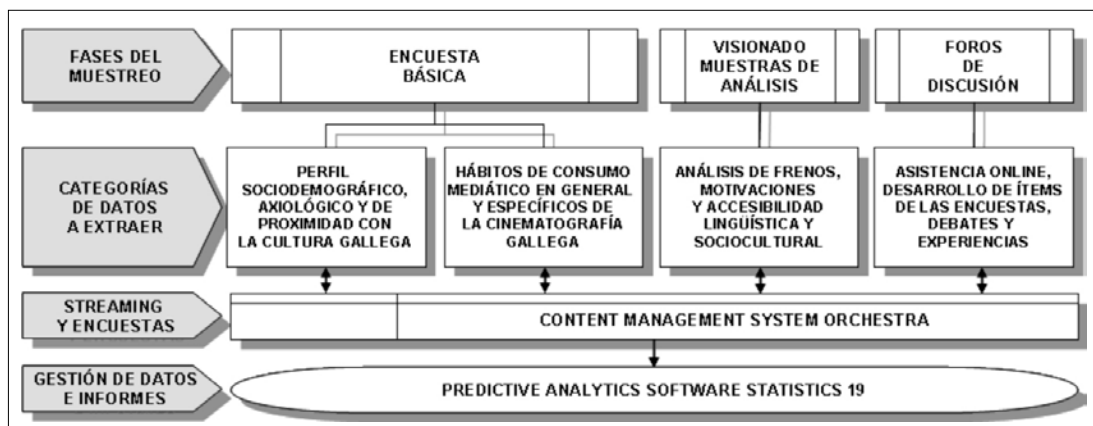 FASES DEL
MUESTREO
ENCUESTA
BÁSICA
VISIONADO
MUESTRAS DE
ANÁLISIS
FOROS
DE
DISCUSIÓN
CATEGORÍAS
DE DATOS
A EXTRAER
PERFIL
SOCIODEMOGRÁFICO,
AXIOLÓGICO Y DE
PROXIMIDAD CON
LA CULTURA GALLEGA
HÁBITOS DE CONSUMO
MEDIÁTICO EN GENERAL
Y ESPECÍFICOS DE
LA CINEMATOGRAFÍA
GALLEGA
ANÁLISIS DE FRENOS,
MOTIVACIONES
Y ACCESIBILIDAD
LINGÜÍSTICA Y
SOCIOCULTURAL
ASISTENCIA ONLINE,
DESARROLLO DE ÍTEMS
DE LAS ENCUESTAS,
DEBATES Y
EXPERIENCIAS
STREAMING
Y ENCUESTAS
CONTENT MANAGEMENT SYSTEM ORCHESTRA
GESTIÓN DE DATOS
E INFORMES
PREDICTIVE ANALYTICS SOFTWARE STATISTICS 19